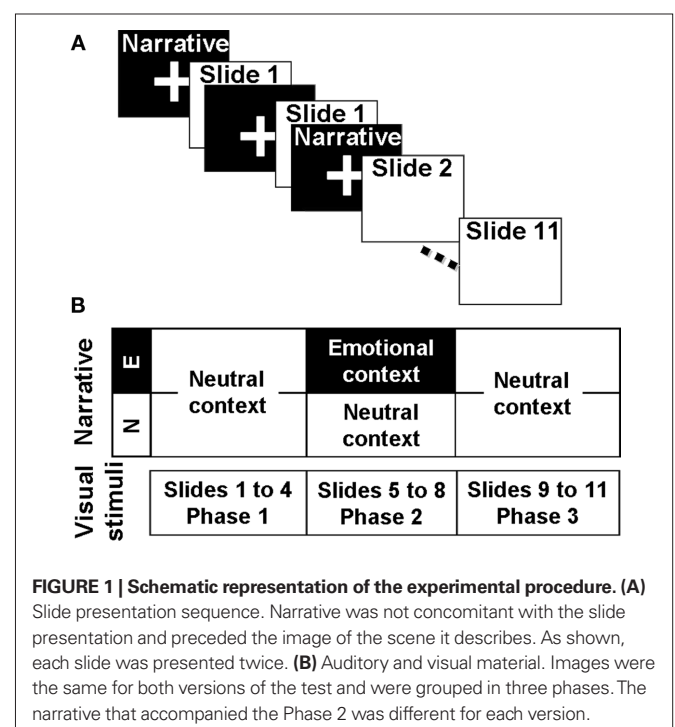 A
Narrative
Slide 1
Slide 1
Narrative
Slide 2
Slide 11
B
Narrative
E
N
Neutral
context
Emotional
context
Neutral
context
Neutral
context
Visual
stimuli
Slides 1 to 4
Phase 1
Slides 5 to 8
Phase 2
Slides 9 to 11
Phase 3
FIGURE 1 | Schematic representation of the experimental procedure. (A)
Slide presentation sequence. Narrative was not concomitant with the slide
presentation and preceded the image of the scene it describes. As shown,
each slide was presented twice. (B) Auditory and visual material. Images were
the same for both versions of the test and were grouped in three phases. The
narrative that accompanied the Phase 2 was different for each version.